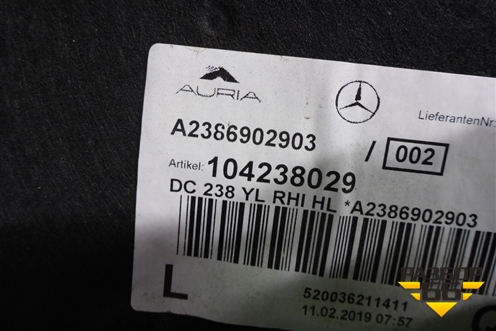 AURIA
LieferantenNr:
A2386902903 / 002
Artikel: 104238029
DC 238 YL RHI HL *A2386902903
L
520036211411
11.02.2019 07:57